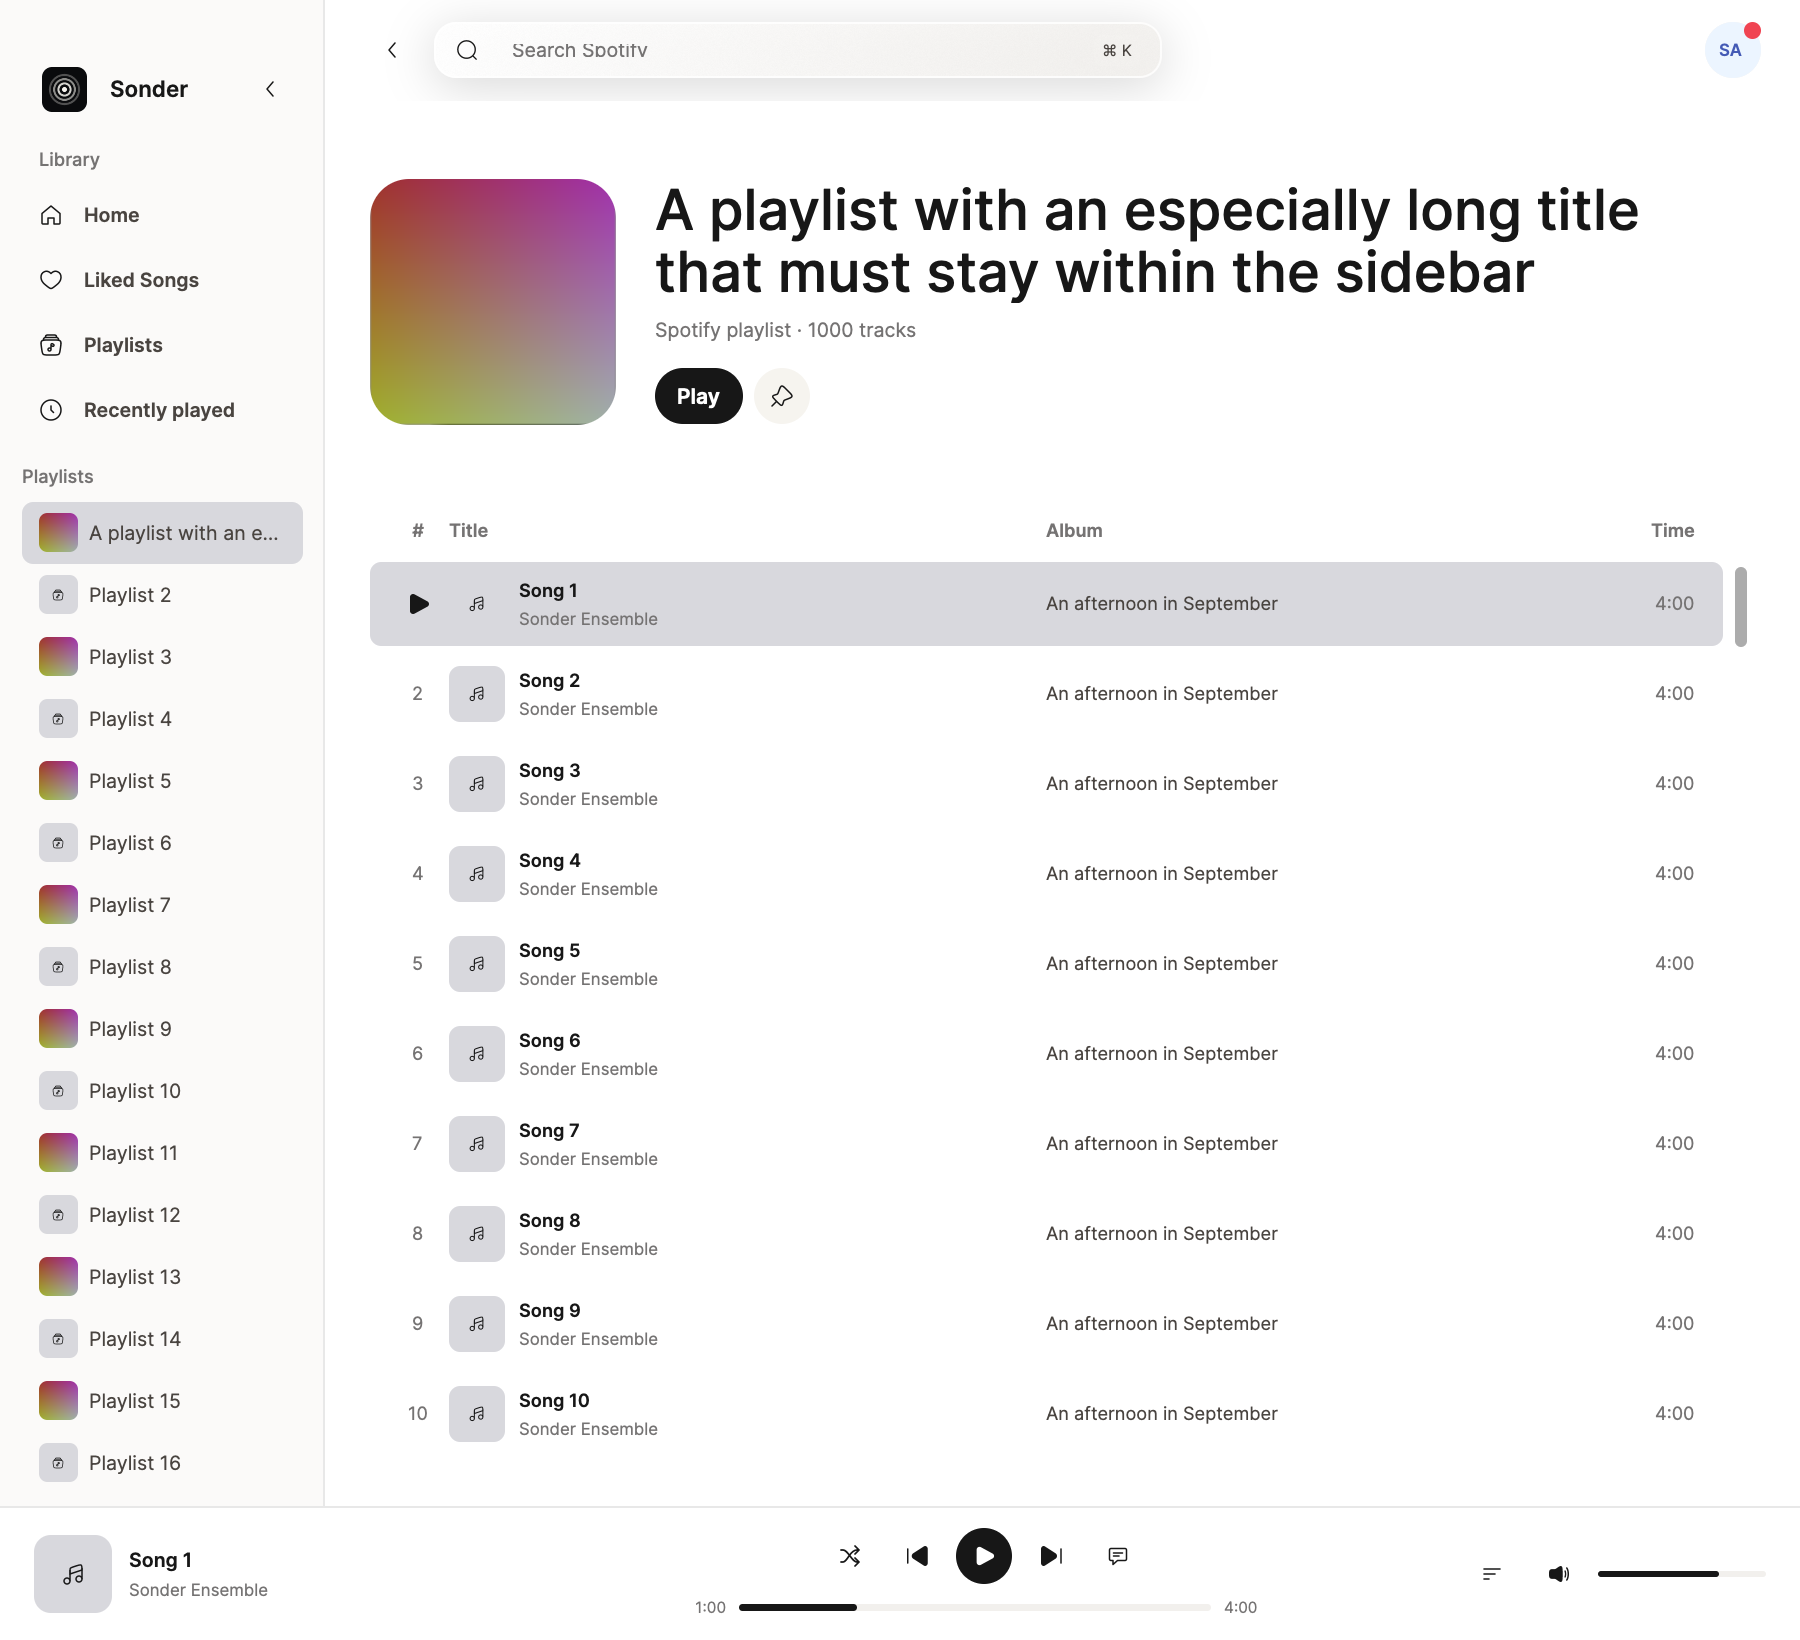 Sonder
Library
Home
Liked Songs
Playlists
Recently played
Playlists
A playlist with an e...
Playlist 2
Playlist 3
Playlist 4
Playlist 5
Playlist 6
Playlist 7
Playlist 8
Playlist 9
Playlist 10
Playlist 11
Playlist 12
Playlist 13
Playlist 14
Playlist 15
Playlist 16
Search Spotify ⌘ K
SA
A playlist with an especially long title
that must stay within the sidebar
Spotify playlist · 1000 tracks
Play
# Title Album Time
Song 1
Sonder Ensemble
An afternoon in September 4:00
2 Song 2
Sonder Ensemble
An afternoon in September 4:00
3 Song 3
Sonder Ensemble
An afternoon in September 4:00
4 Song 4
Sonder Ensemble
An afternoon in September 4:00
5 Song 5
Sonder Ensemble
An afternoon in September 4:00
6 Song 6
Sonder Ensemble
An afternoon in September 4:00
7 Song 7
Sonder Ensemble
An afternoon in September 4:00
8 Song 8
Sonder Ensemble
An afternoon in September 4:00
9 Song 9
Sonder Ensemble
An afternoon in September 4:00
10 Song 10
Sonder Ensemble
An afternoon in September 4:00
Song 1
Sonder Ensemble
1:00 4:00